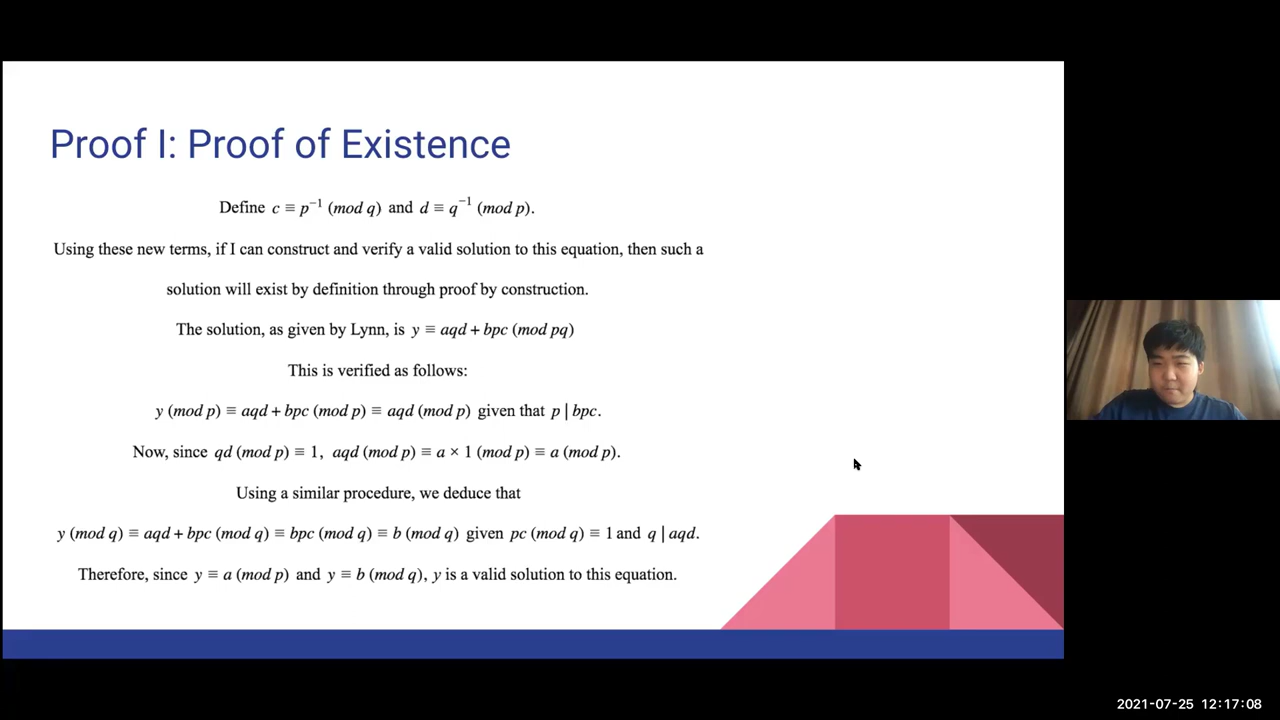 Proof I: Proof of Existence
Define c ≡ p⁻¹ (mod q) and d ≡ q⁻¹ (mod p).
Using these new terms, if I can construct and verify a valid solution to this equation, then such a
solution will exist by definition through proof by construction.
The solution, as given by Lynn, is y ≡ aqd + bpc (mod pq)
This is verified as follows:
y (mod p) ≡ aqd + bpc (mod p) ≡ aqd (mod p) given that p | bpc.
Now, since qd (mod p) ≡ 1, aqd (mod p) ≡ a × 1 (mod p) ≡ a (mod p).
Using a similar procedure, we deduce that
y (mod q) ≡ aqd + bpc (mod q) ≡ bpc (mod q) ≡ b (mod q) given pc (mod q) ≡ 1 and q | aqd.
Therefore, since y ≡ a (mod p) and y ≡ b (mod q), y is a valid solution to this equation.
2021-07-25 12:17:08